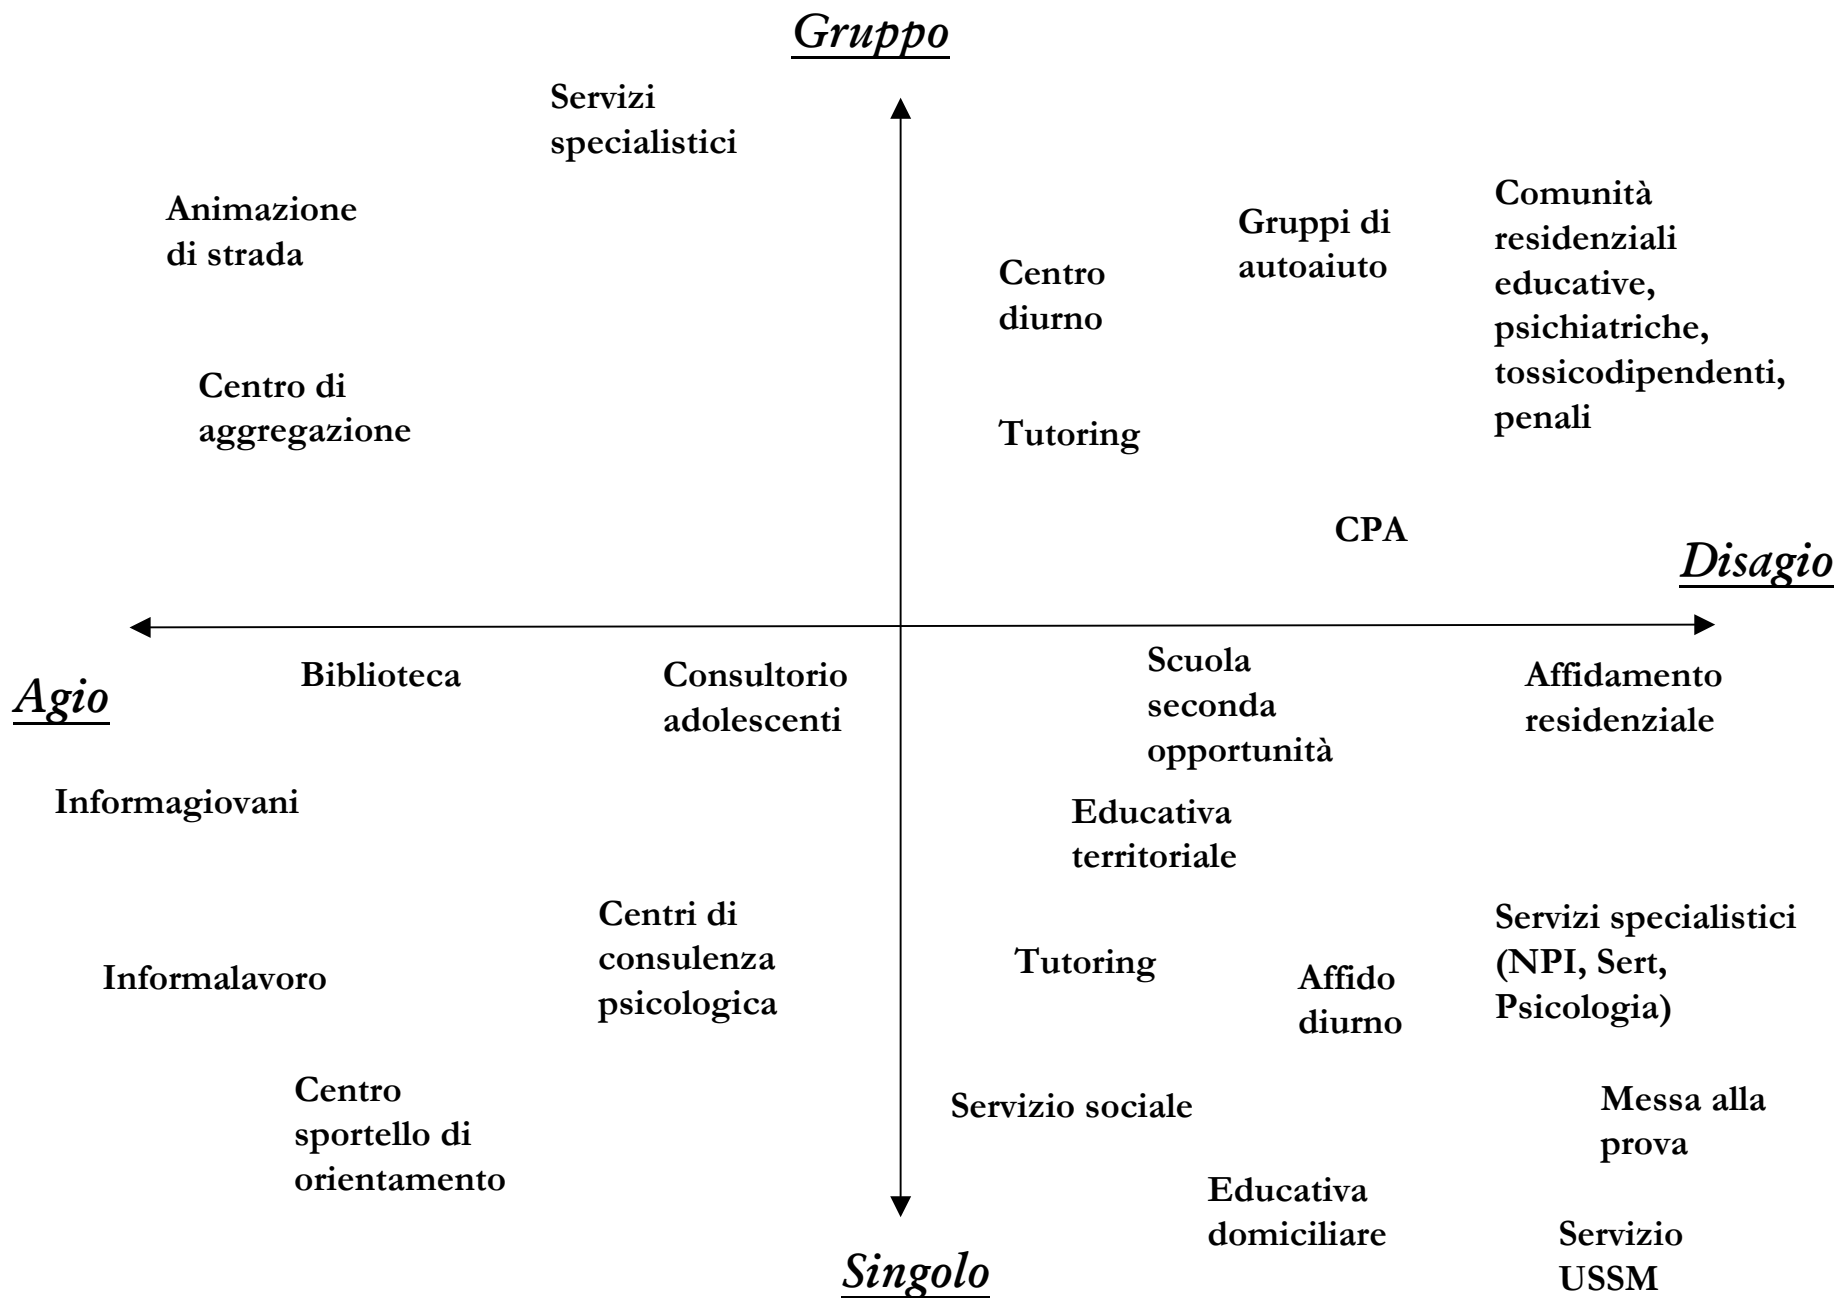 Gruppo
Servizi
specialistici
Animazione
di strada
Centro di
aggregazione
Centro
diurno
Gruppi di
autoaiuto
Comunità
residenziali
educative,
psichiatriche,
tossicodipendenti,
penali
Tutoring
CPA
Disagio
Agio
Biblioteca
Consultorio
adolescenti
Informagiovani
Informalavoro
Centri di
consulenza
psicologica
Centro
sportello di
orientamento
Scuola
seconda
opportunità
Affidamento
residenziale
Educativa
territoriale
Tutoring
Affido
diurno
Servizi specialistici
(NPI, Sert,
Psicologia)
Servizio sociale
Messa alla
prova
Educativa
domiciliare
Servizio
USSM
Singolo